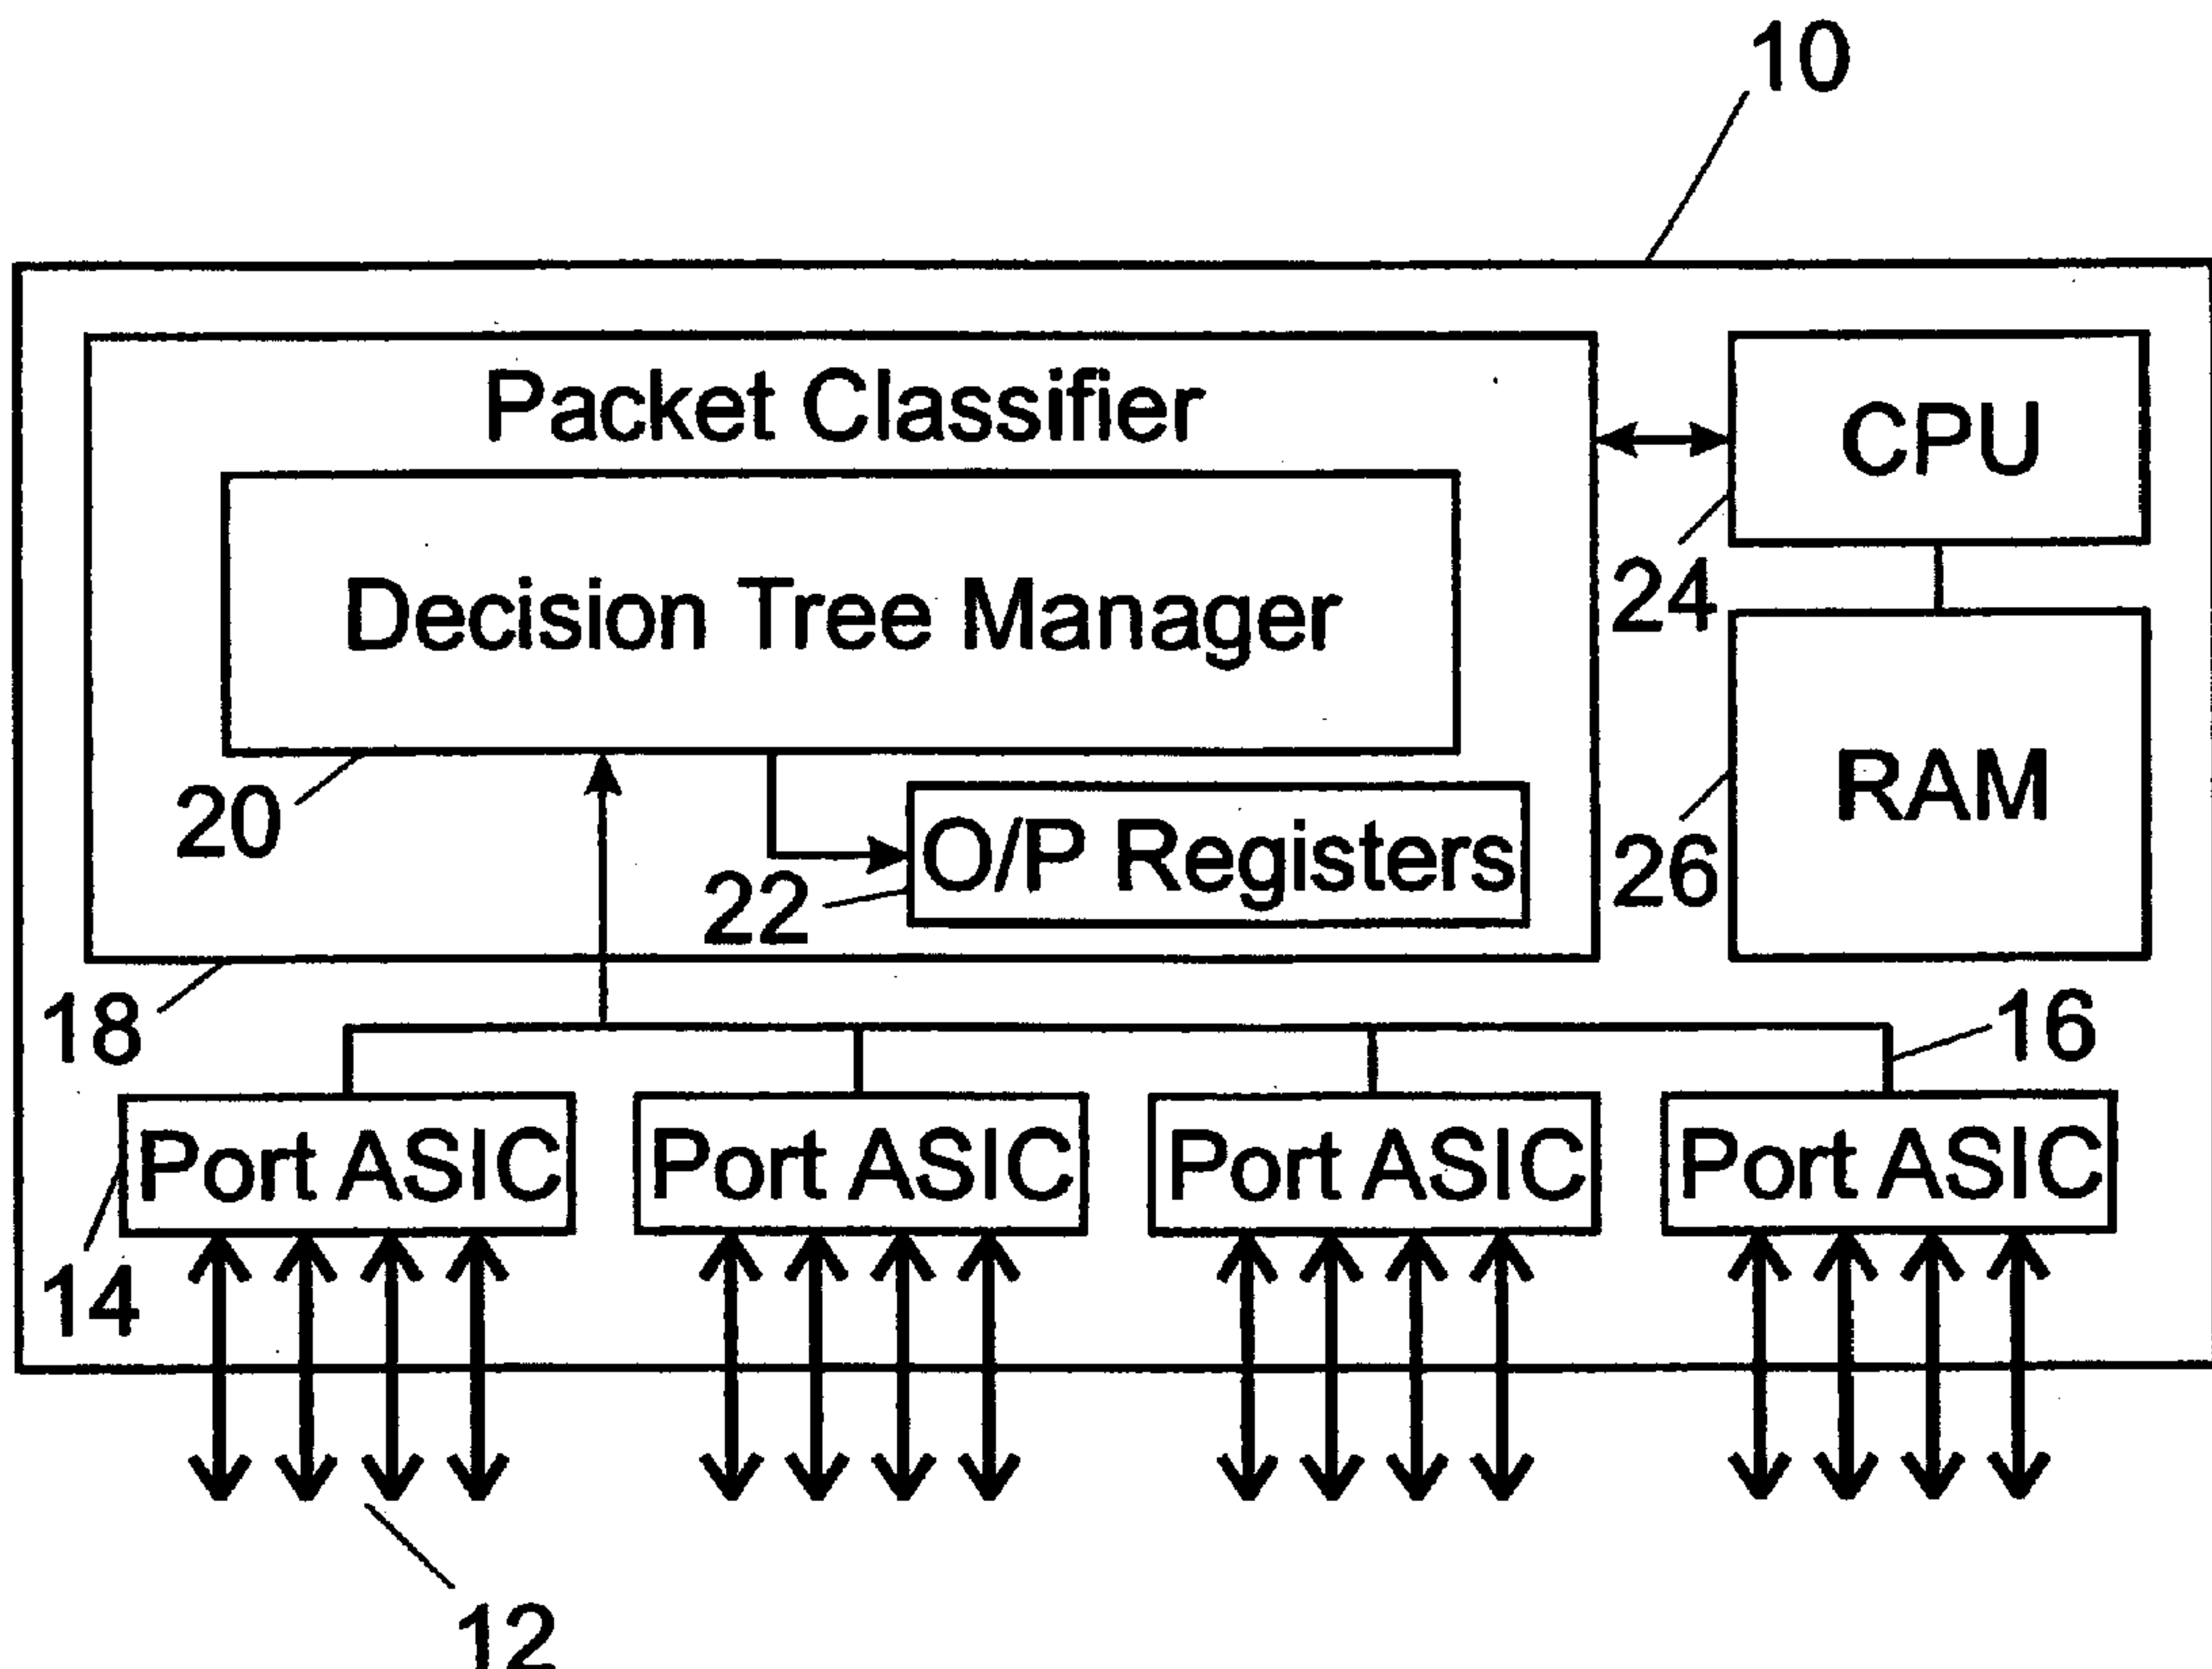 10
Packet Classifier
CPU
Decision Tree Manager
24
20
O/P Registers
RAM
22
26
18
16
Port ASIC
Port ASIC
Port ASIC
Port ASIC
14
12